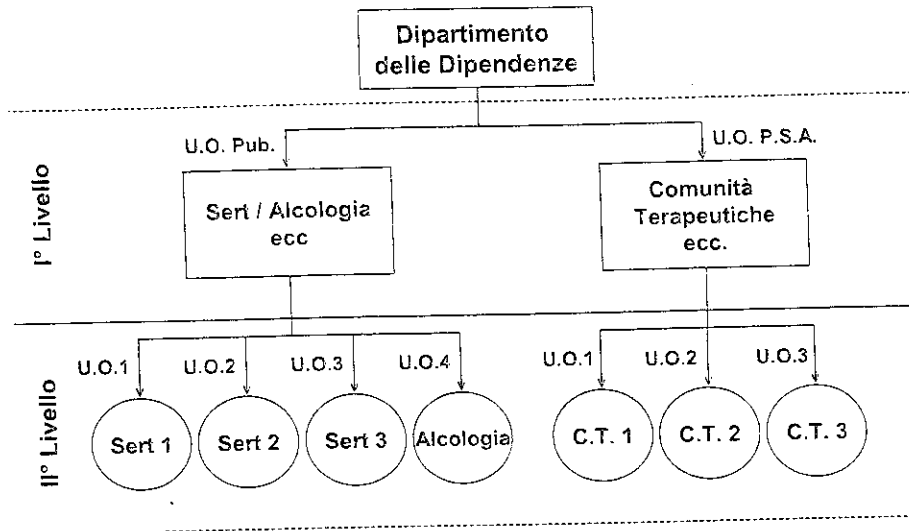 Dipartimento
delle Dipendenze
U.O. Pub.
U.O. P.S.A.
I° Livello
Sert / Alcologia
ecc
Comunità
Terapeutiche
ecc.
II° Livello
U.O.1
U.O.2
U.O.3
U.O.4
U.O.1
U.O.2
U.O.3
Sert 1
Sert 2
Sert 3
Alcologia
C.T. 1
C.T. 2
C.T. 3